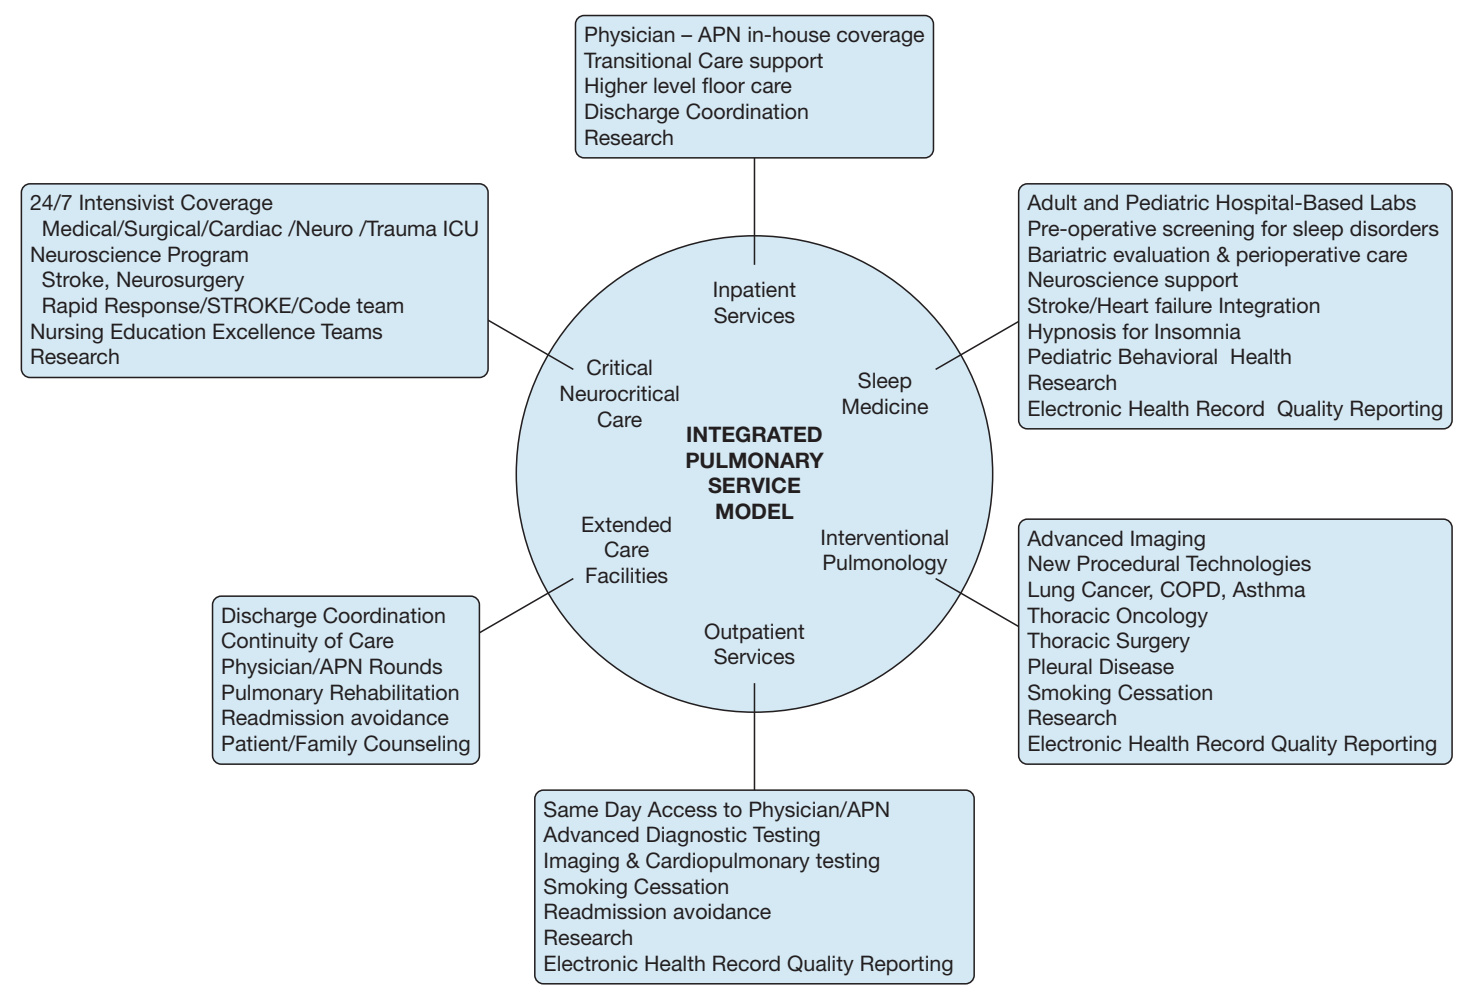 Physician – APN in-house coverage
Transitional Care support
Higher level floor care
Discharge Coordination
Research
24/7 Intensivist Coverage
Medical/Surgical/Cardiac /Neuro /Trauma ICU
Neuroscience Program
Stroke, Neurosurgery
Rapid Response/STROKE/Code team
Nursing Education Excellence Teams
Research
Adult and Pediatric Hospital-Based Labs
Pre-operative screening for sleep disorders
Bariatric evaluation & perioperative care
Neuroscience support
Stroke/Heart failure Integration
Hypnosis for Insomnia
Pediatric Behavioral  Health
Research
Electronic Health Record  Quality Reporting
Inpatient
Services
Critical
Neurocritical
Care
Sleep
Medicine
INTEGRATED
PULMONARY
SERVICE
MODEL
Extended
Care
Facilities
Interventional
Pulmonology
Outpatient
Services
Discharge Coordination
Continuity of Care
Physician/APN Rounds
Pulmonary Rehabilitation
Readmission avoidance
Patient/Family Counseling
Advanced Imaging
New Procedural Technologies
Lung Cancer, COPD, Asthma
Thoracic Oncology
Thoracic Surgery
Pleural Disease
Smoking Cessation
Research
Electronic Health Record Quality Reporting
Same Day Access to Physician/APN
Advanced Diagnostic Testing
Imaging & Cardiopulmonary testing
Smoking Cessation
Readmission avoidance
Research
Electronic Health Record Quality Reporting